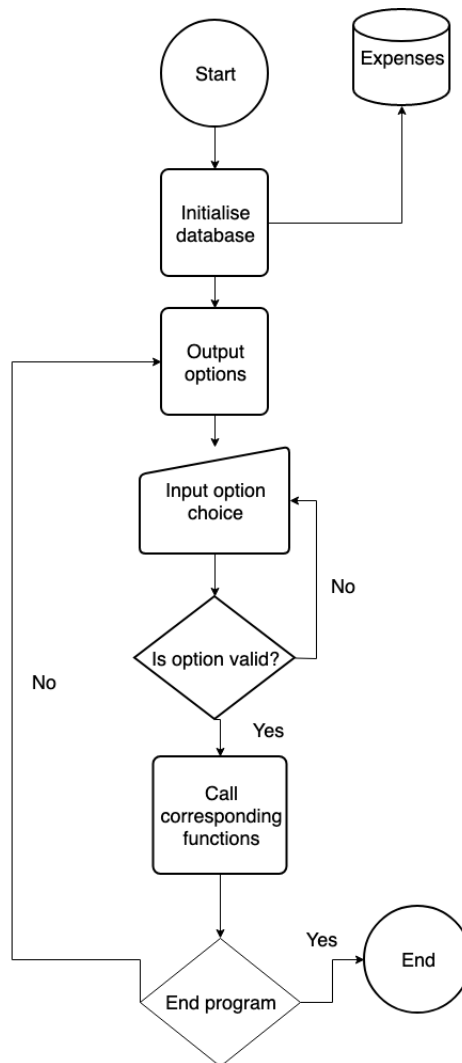 Start
Expenses
Initialise
database
Output
options
Input option
choice
No
Is option valid?
No
Yes
Call
corresponding
functions
Yes
End program
End